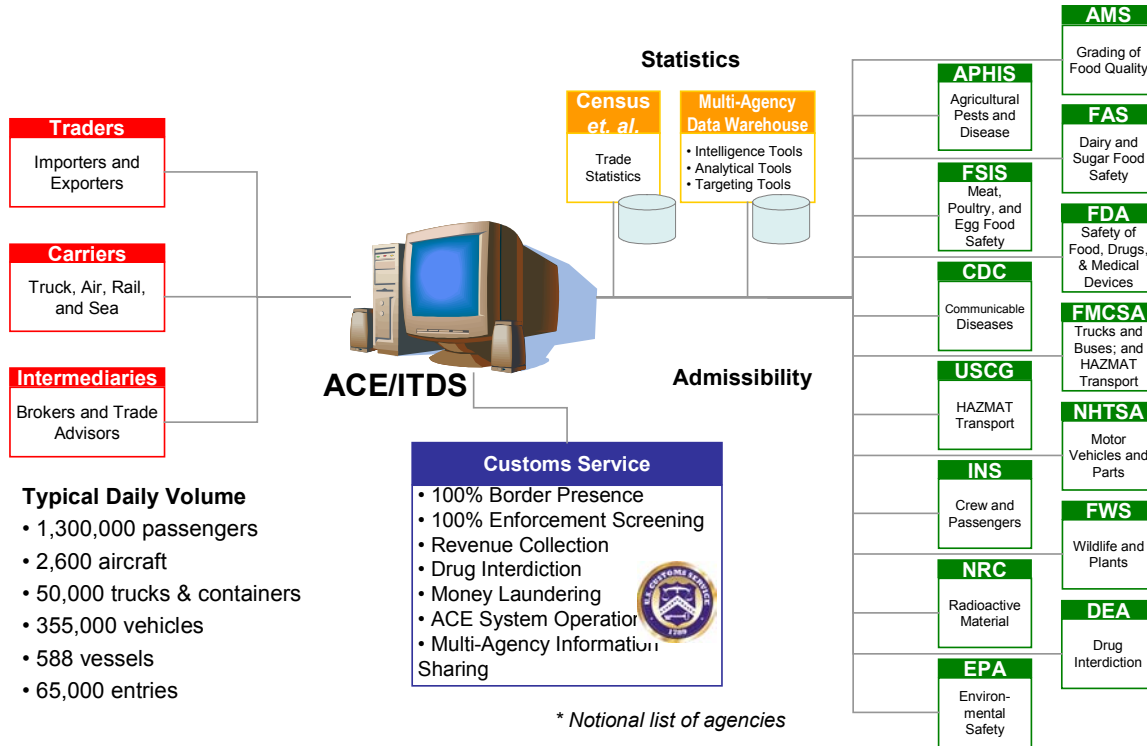 Traders
Importers and
Exporters
Carriers
Truck, Air, Rail,
and Sea
Intermediaries
Brokers and Trade
Advisors
Typical Daily Volume
• 1,300,000 passengers
• 2,600 aircraft
• 50,000 trucks & containers
• 355,000 vehicles
• 588 vessels
• 65,000 entries
ACE/ITDS
Statistics
Census
et. al.
Trade
Statistics
Multi-Agency
Data Warehouse
• Intelligence Tools
• Analytical Tools
• Targeting Tools
Admissibility
Customs Service
• 100% Border Presence
• 100% Enforcement Screening
• Revenue Collection
• Drug Interdiction
• Money Laundering
• ACE System Operation
• Multi-Agency Information
Sharing
U.S. CUSTOMS SERVICE
1789
* Notional list of agencies
APHIS
Agricultural
Pests and
Disease
FSIS
Meat,
Poultry, and
Egg Food
Safety
CDC
Communicable
Diseases
USCG
HAZMAT
Transport
INS
Crew and
Passengers
NRC
Radioactive
Material
EPA
Environ-
mental
Safety
AMS
Grading of
Food Quality
FAS
Dairy and
Sugar Food
Safety
FDA
Safety of
Food, Drugs,
& Medical
Devices
FMCSA
Trucks and
Buses; and
HAZMAT
Transport
NHTSA
Motor
Vehicles and
Parts
FWS
Wildlife and
Plants
DEA
Drug
Interdiction